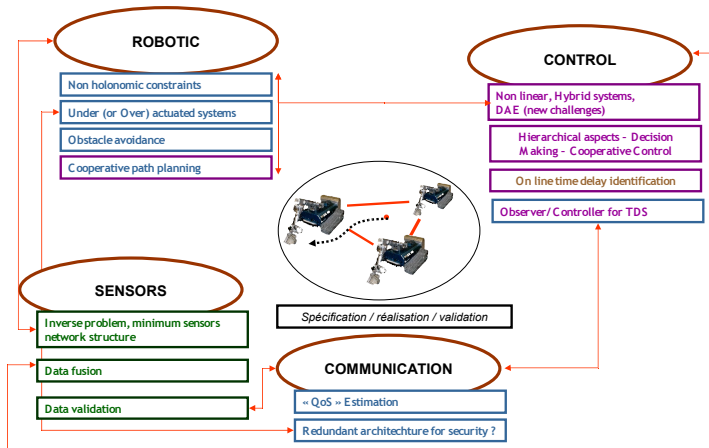 ROBOTIC
Non holonomic constraints
Under (or Over) actuated systems
Obstacle avoidance
Cooperative path planning
CONTROL
Non linear, Hybrid systems,
DAE (new challenges)
Hierarchical aspects - Decision
Making - Cooperative Control
On line time delay identification
Observer/ Controller for TDS
SENSORS
Inverse problem, minimum sensors
network structure
Data fusion
Data validation
Spécification / réalisation / validation
COMMUNICATION
« QoS » Estimation
Redundant architechture for security ?